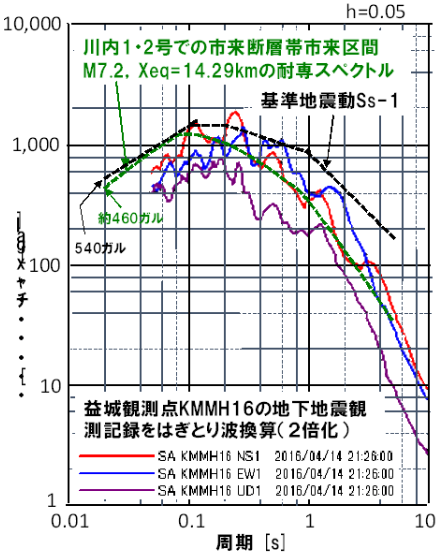 h=0.05
10,000
川内1・2号での市来断層帯市来区間
M7.2, Xeq=14.29kmの耐専スペクトル
基準地震動Ss-1
1,000
約460ガル
540ガル
100
10
益城観測点KMMH16の地下地震観
測記録をはぎとり波換算(2倍化)
SA KMMH16 NS1 2016/04/14 21:26:00
SA KMMH16 EW1 2016/04/14 21:26:00
SA KMMH16 UD1 2016/04/14 21:26:00
1
0.01
0.1
1
10
周期 [s]